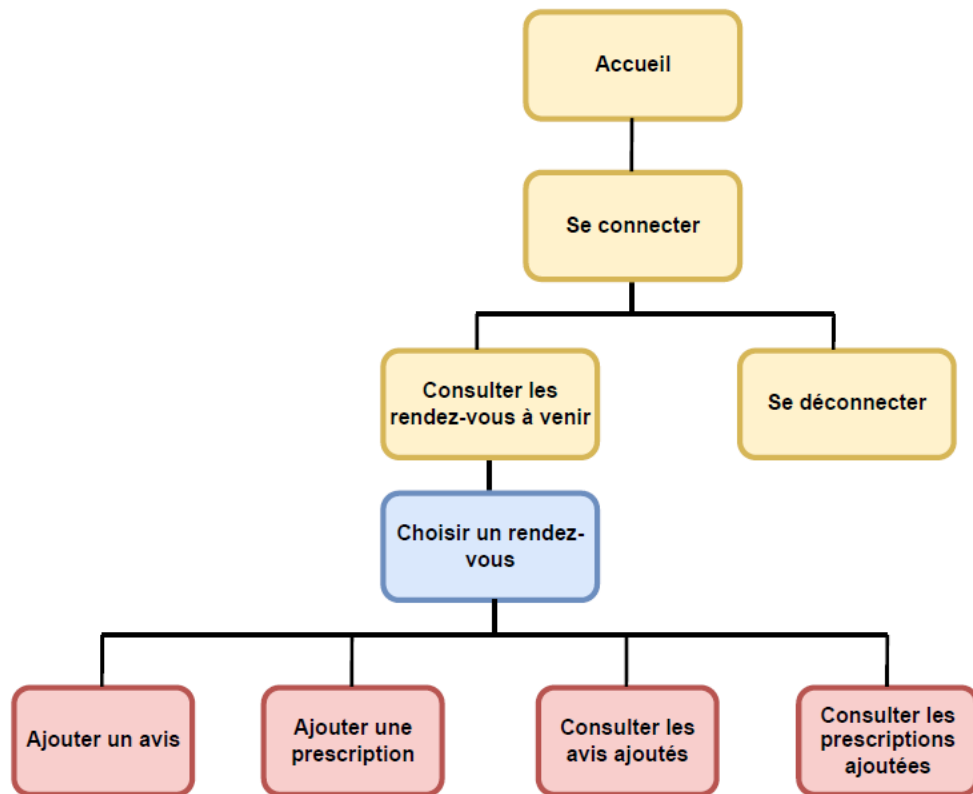 Accueil
Se connecter
Consulter les
rendez-vous à venir
Se déconnecter
Choisir un rendez-
vous
Ajouter un avis
Ajouter une
prescription
Consulter les
avis ajoutés
Consulter les
prescriptions
ajoutées